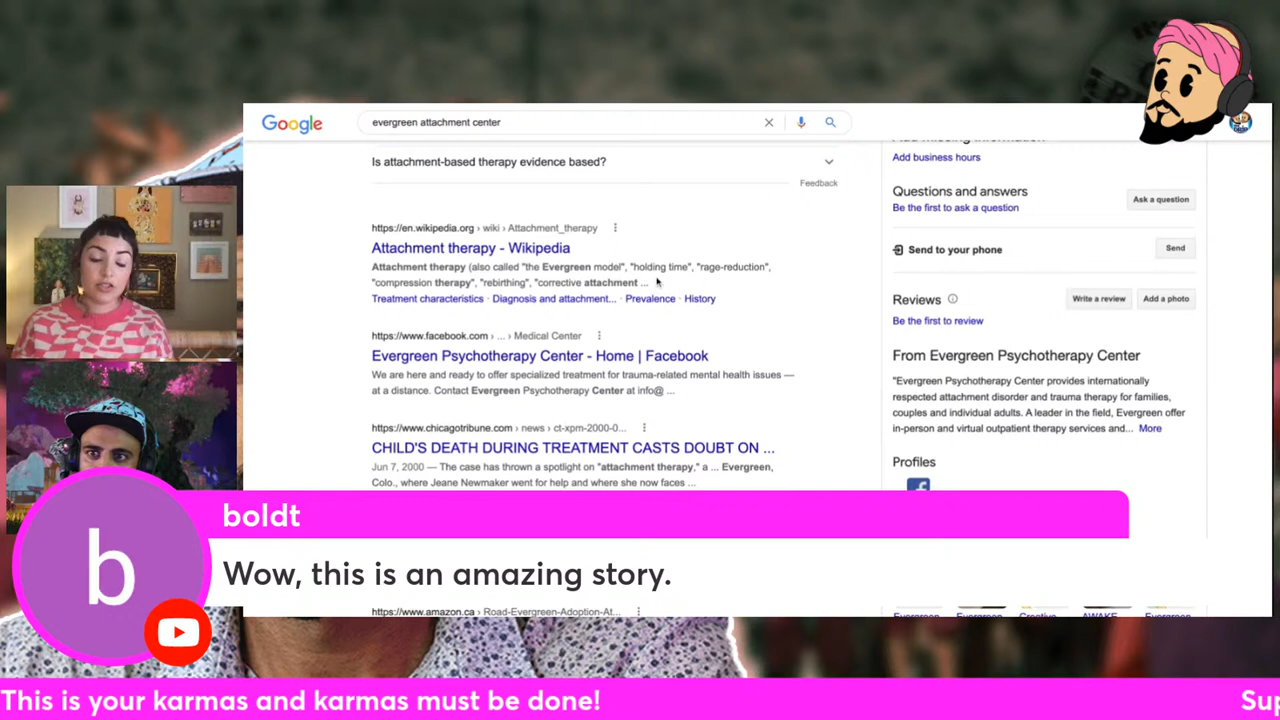 Google
evergreen attachment center
Is attachment-based therapy evidence based?
Feedback
https://en.wikipedia.org › wiki › Attachment_therapy
Attachment therapy - Wikipedia
Attachment therapy (also called "the Evergreen model", "holding time", "rage-reduction",
"compression therapy", "rebirthing", "corrective attachment ...
Treatment characteristics · Diagnosis and attachment... · Prevalence · History
https://www.facebook.com › ... › Medical Center
Evergreen Psychotherapy Center - Home | Facebook
We are here and ready to offer specialized treatment for trauma-related mental health issues —
at a distance. Contact Evergreen Psychotherapy Center at info@ ...
https://www.chicagotribune.com › news › ct-xpm-2000-0...
CHILD'S DEATH DURING TREATMENT CASTS DOUBT ON ...
Jun 7, 2000 — The case has thrown a spotlight on "attachment therapy," a ... Evergreen,
Colo., where Jeane Newmaker went for help and where she now faces ...
https://www.amazon.ca › Road-Evergreen-Adoption-At...
Add missing information
Add business hours
Questions and answers
Be the first to ask a question
Ask a question
Send to your phone
Send
Reviews
Write a review
Add a photo
Be the first to review
From Evergreen Psychotherapy Center
"Evergreen Psychotherapy Center provides internationally
respected attachment disorder and trauma therapy for families,
couples and individual adults. A leader in the field, Evergreen offer
in-person and virtual outpatient therapy services and... More
Profiles
Evergreen Evergreen Creative AWAKE Evergreen
b
boldt
Wow, this is an amazing story.
This is your karmas and karmas must be done!
Sup